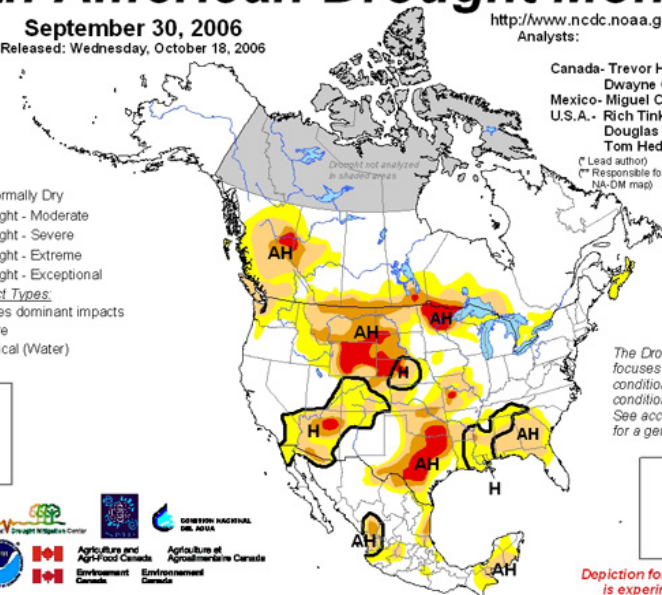 American Drought
September 30, 2006
Released: Wednesday, October 18, 2006
http://www.ncdc.noaa.g
Analysts:
Canada- Trevor H
Dwayne
Mexico- Miguel C
U.S.A.- Rich Tink
Douglas
Tom Hed
(* Lead author)
(** Responsible fo
NA-DM map)
Drought not analyzed
in shaded areas
ormally Dry
ght - Moderate
ght - Severe
ght - Extreme
ght - Exceptional
ct Types:
es dominant impacts
re
ical (Water)
AH
AH
AH
H
H
AH
AH
H
AH
AH
The Dro
focuses
conditio
conditio
See acc
for a ge
Drought Mitigation Center
COMISION NACIONAL
DEL AGUA
Agriculture and
Agri-Food Canada
Agriculture et
Agroalimentaire Canada
Environment
Canada
Environnement
Canada
Depiction fo
is experim